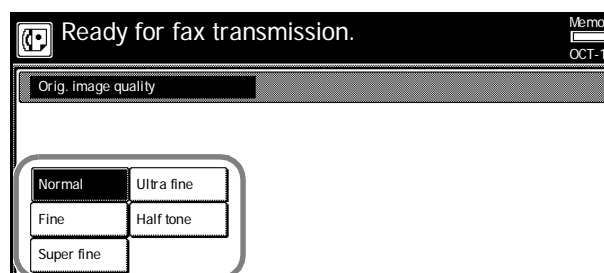 Ready for fax transmission.
Memo
OCT-1
Orig. image quality
Normal
Ultra fine
Fine
Half tone
Super fine